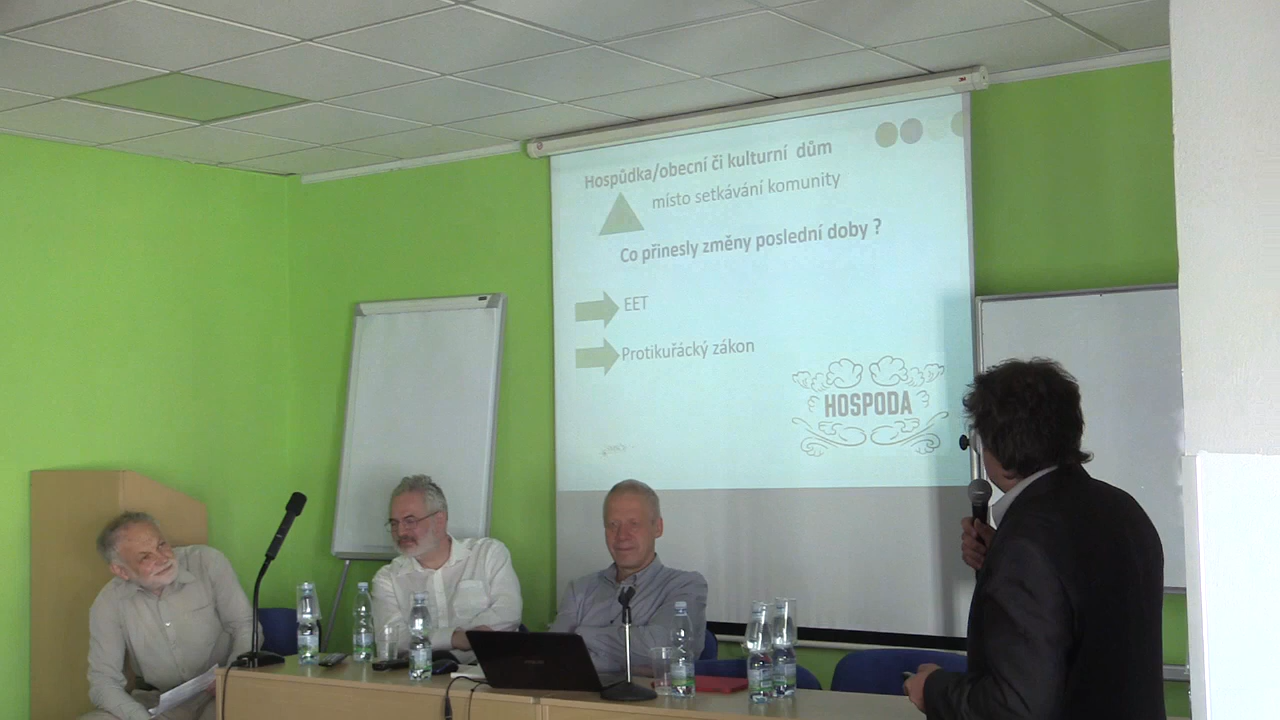 Hospůdka/obecní či kulturní dům
místo setkávání komunity
Co přinesly změny poslední doby ?
EET
Protikuřácký zákon
HOSPODA